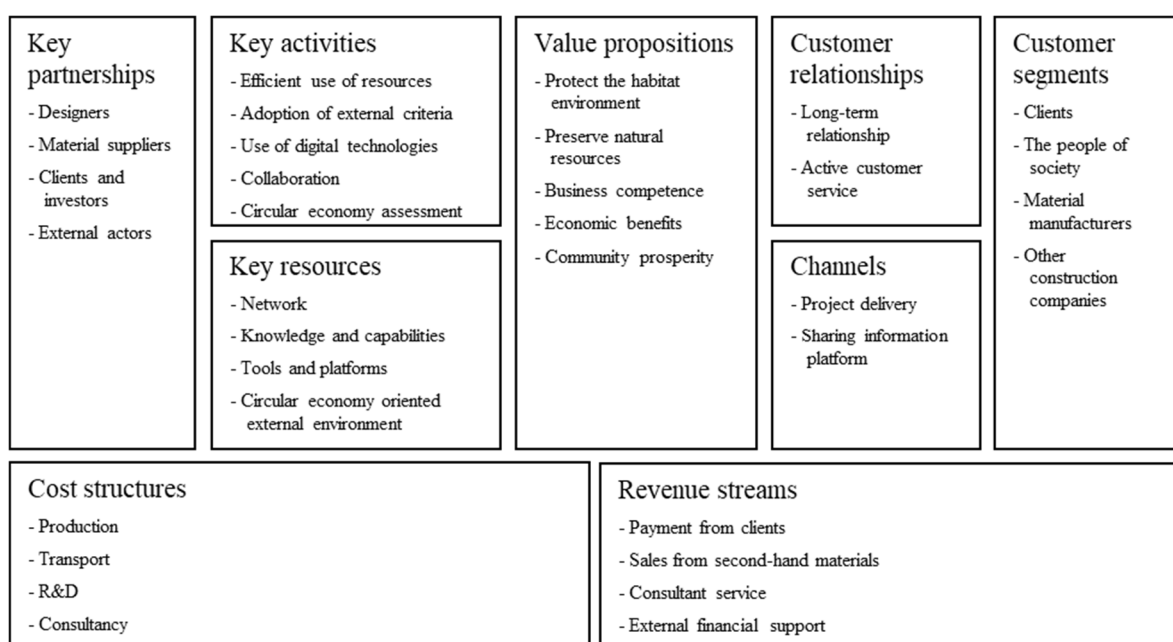 Key
partnerships
- Designers
- Material suppliers
- Clients and
investors
- External actors
Key activities
- Efficient use of resources
- Adoption of external criteria
- Use of digital technologies
- Collaboration
- Circular economy assessment
Key resources
- Network
- Knowledge and capabilities
- Tools and platforms
- Circular economy oriented
external environment
Value propositions
- Protect the habitat
environment
- Preserve natural
resources
- Business competence
- Economic benefits
- Community prosperity
Customer
relationships
- Long-term
relationship
- Active customer
service
Channels
- Project delivery
- Sharing information
platform
Customer
segments
- Clients
- The people of
society
- Material
manufacturers
- Other
construction
companies
Cost structures
- Production
- Transport
- R&D
- Consultancy
Revenue streams
- Payment from clients
- Sales from second-hand materials
- Consultant service
- External financial support